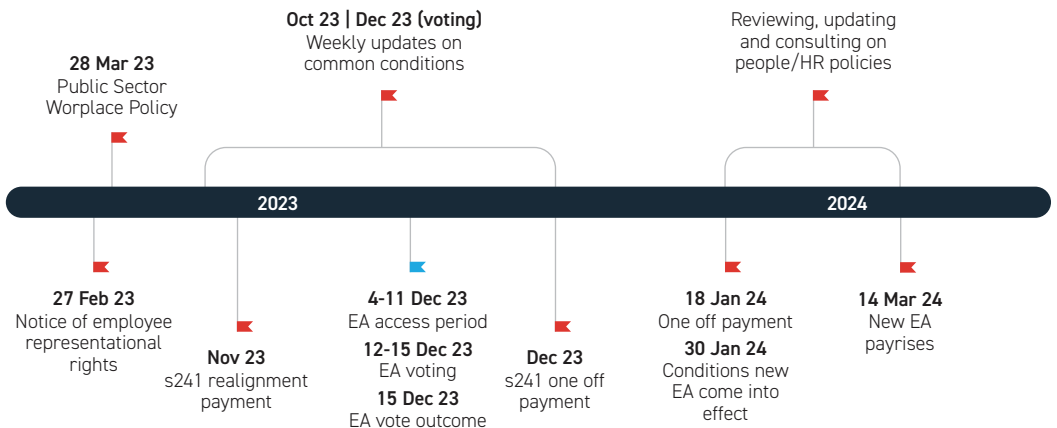 Oct 23 | Dec 23 (voting)
Weekly updates on
common conditions
Reviewing, updating
and consulting on
people/HR policies
28 Mar 23
Public Sector
Worplace Policy
2023
2024
27 Feb 23
Notice of employee
representational
rights
Nov 23
s241 realignment
payment
4-11 Dec 23
EA access period
12-15 Dec 23
EA voting
15 Dec 23
EA vote outcome
Dec 23
s241 one off
payment
18 Jan 24
One off payment
30 Jan 24
Conditions new
EA come into
effect
14 Mar 24
New EA
payrises